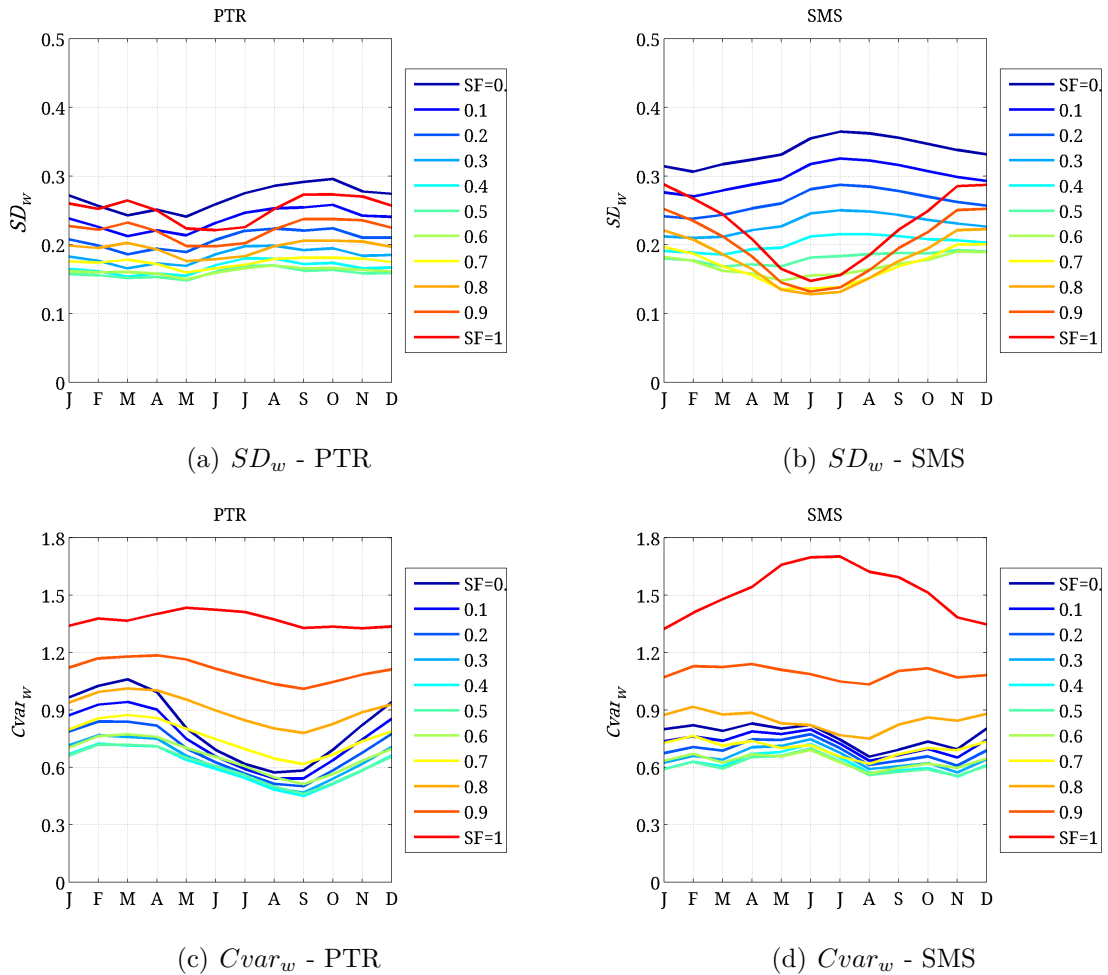 PTR
0.5
0.4
0.3
0.2
0.1
0
SD_w
J F M A M J J A S O N D
SF=0.
0.1
0.2
0.3
0.4
0.5
0.6
0.7
0.8
0.9
SF=1
(a) SD_w - PTR
SMS
0.5
0.4
0.3
0.2
0.1
0
SD_w
J F M A M J J A S O N D
SF=0.
0.1
0.2
0.3
0.4
0.5
0.6
0.7
0.8
0.9
SF=1
(b) SD_w - SMS
PTR
1.8
1.5
1.2
0.9
0.6
0.3
0
Cvar_w
J F M A M J J A S O N D
SF=0.
0.1
0.2
0.3
0.4
0.5
0.6
0.7
0.8
0.9
SF=1
(c) Cvar_w - PTR
SMS
1.8
1.5
1.2
0.9
0.6
0.3
0
Cvar_w
J F M A M J J A S O N D
SF=0.
0.1
0.2
0.3
0.4
0.5
0.6
0.7
0.8
0.9
SF=1
(d) Cvar_w - SMS